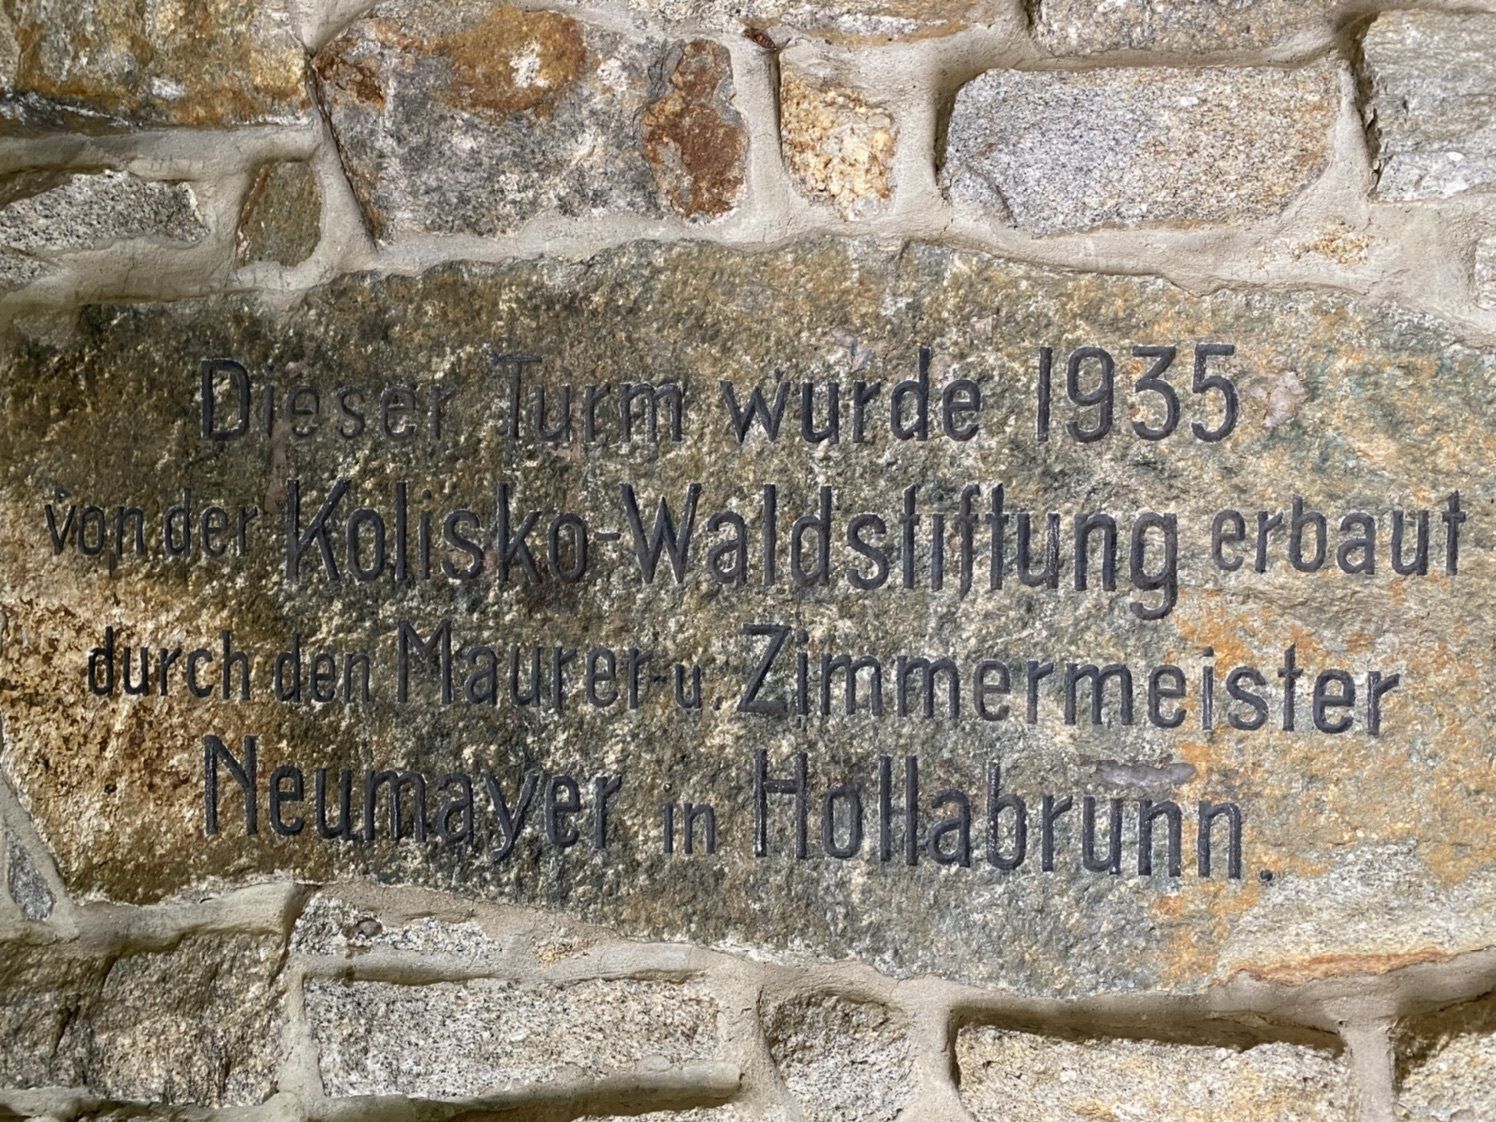 Dieser Turm wurde 1935
von der Kolisko-Waldstiftung erbaut
durch den Maurer-u. Zimmermeister
Neumayer in Hollabrunn.